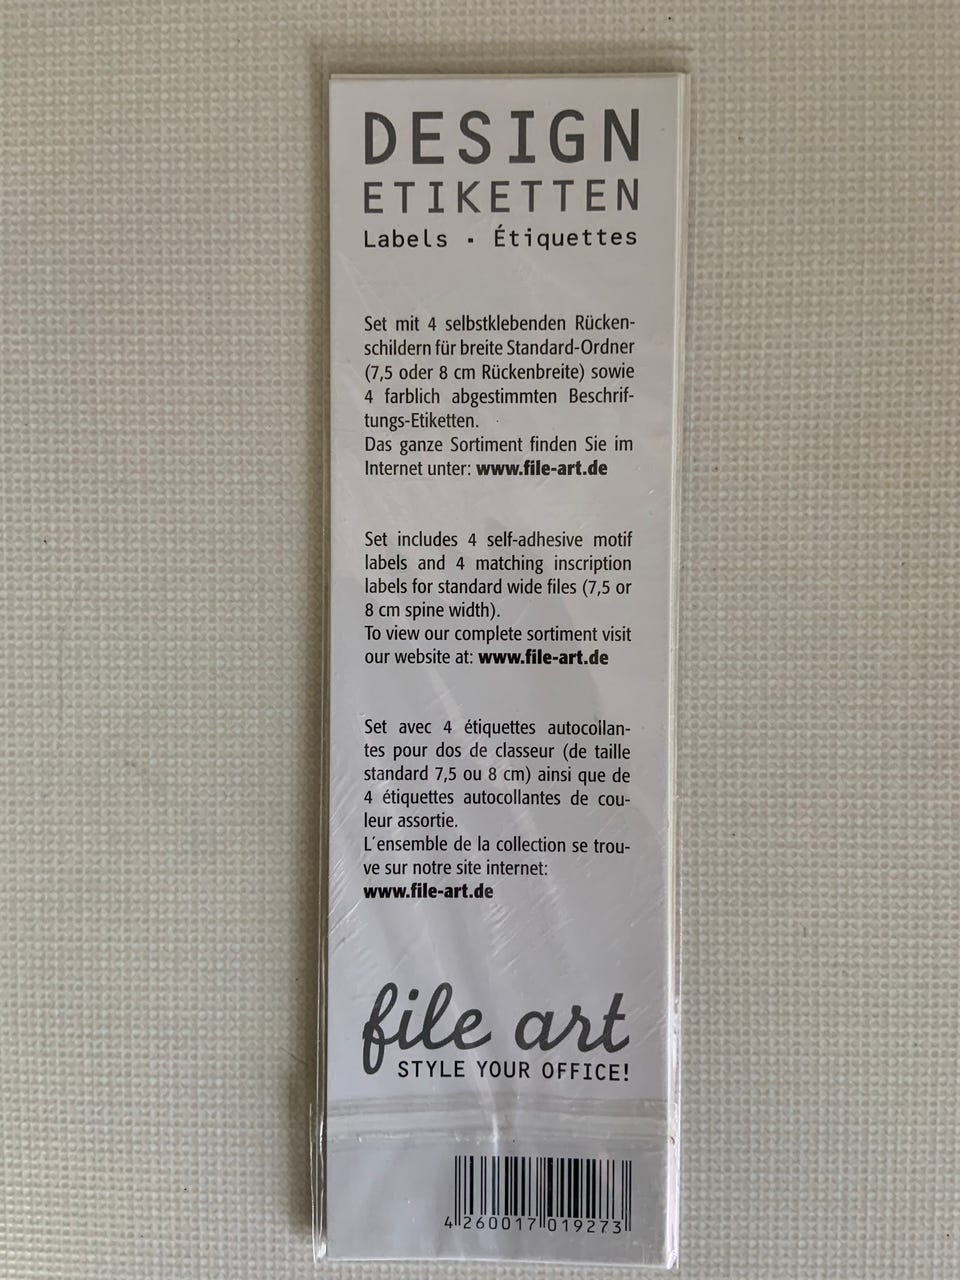 DESIGN
ETIKETTEN
Labels · Étiquettes
Set mit 4 selbstklebenden Rücken-
schildern für breite Standard-Ordner
(7,5 oder 8 cm Rückenbreite) sowie
4 farblich abgestimmten Beschrif-
tungs-Etiketten.
Das ganze Sortiment finden Sie im
Internet unter: www.file-art.de
Set includes 4 self-adhesive motif
labels and 4 matching inscription
labels for standard wide files (7,5 or
8 cm spine width).
To view our complete sortiment visit
our website at: www.file-art.de
Set avec 4 étiquettes autocollan-
tes pour dos de classeur (de taille
standard 7,5 ou 8 cm) ainsi que de
4 étiquettes autocollantes de cou-
leur assortie.
L´ensemble de la collection se trou-
ve sur notre site internet:
www.file-art.de
file art
STYLE YOUR OFFICE!
4 260017 019273